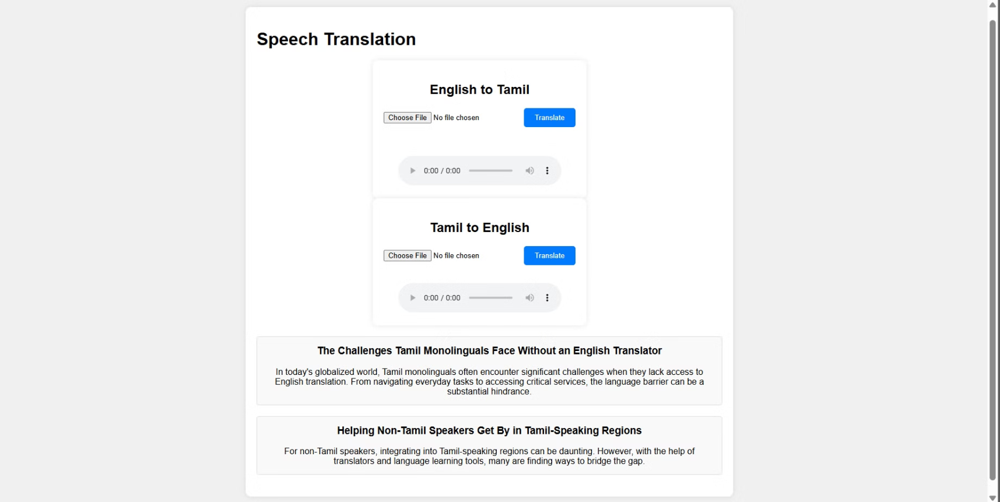 Speech Translation
English to Tamil
Choose File No file chosen Translate
0:00 / 0:00
Tamil to English
Choose File No file chosen Translate
0:00 / 0:00
The Challenges Tamil Monolinguals Face Without an English Translator
In today's globalized world, Tamil monolinguals often encounter significant challenges when they lack access to
English translation. From navigating everyday tasks to accessing critical services, the language barrier can be a
substantial hindrance.
Helping Non-Tamil Speakers Get By in Tamil-Speaking Regions
For non-Tamil speakers, integrating into Tamil-speaking regions can be daunting. However, with the help of
translators and language learning tools, many are finding ways to bridge the gap.